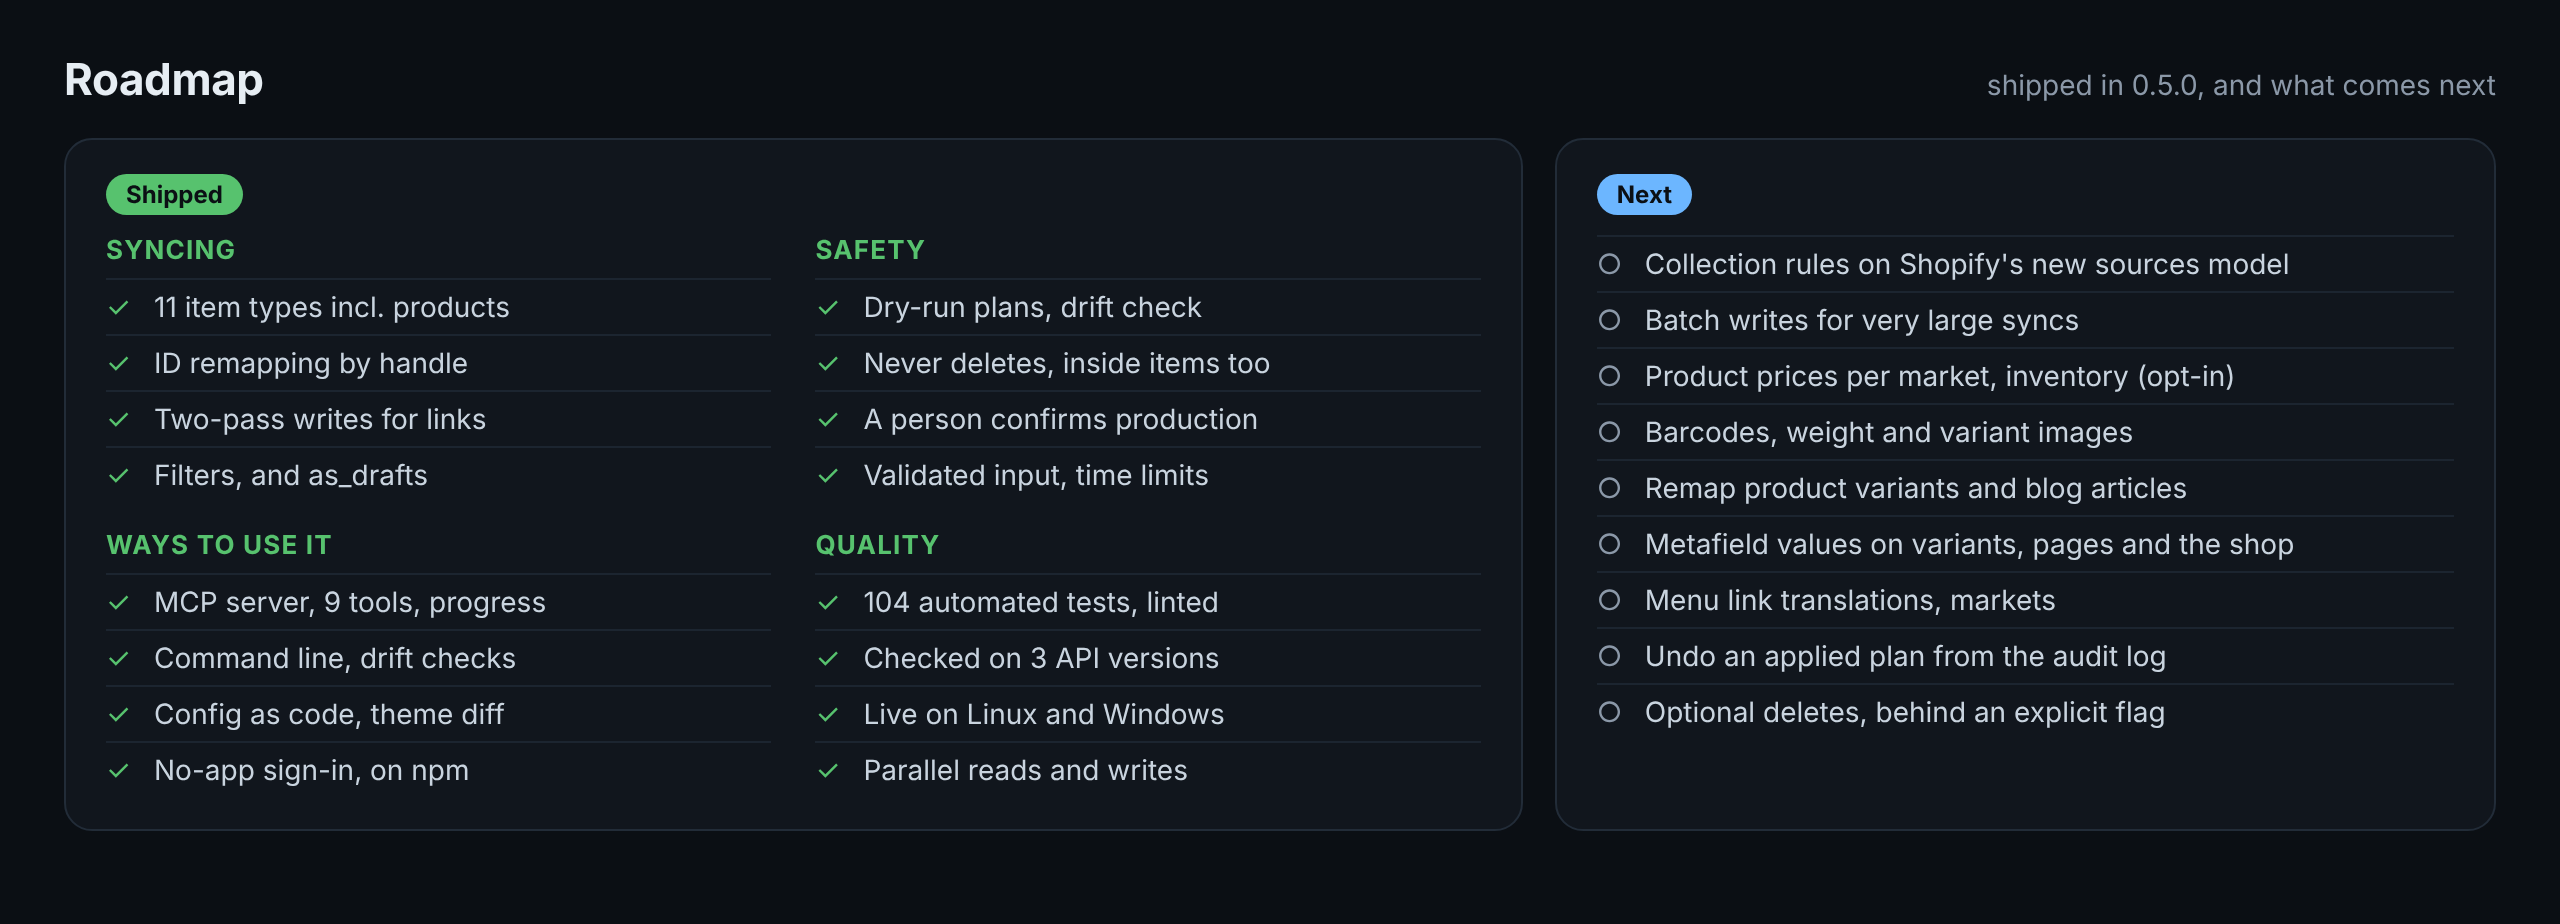 Roadmap
shipped in 0.5.0, and what comes next
Shipped
SYNCING
11 item types incl. products
ID remapping by handle
Two-pass writes for links
Filters, and as_drafts
SAFETY
Dry-run plans, drift check
Never deletes, inside items too
A person confirms production
Validated input, time limits
WAYS TO USE IT
MCP server, 9 tools, progress
Command line, drift checks
Config as code, theme diff
No-app sign-in, on npm
QUALITY
104 automated tests, linted
Checked on 3 API versions
Live on Linux and Windows
Parallel reads and writes
Next
Collection rules on Shopify's new sources model
Batch writes for very large syncs
Product prices per market, inventory (opt-in)
Barcodes, weight and variant images
Remap product variants and blog articles
Metafield values on variants, pages and the shop
Menu link translations, markets
Undo an applied plan from the audit log
Optional deletes, behind an explicit flag